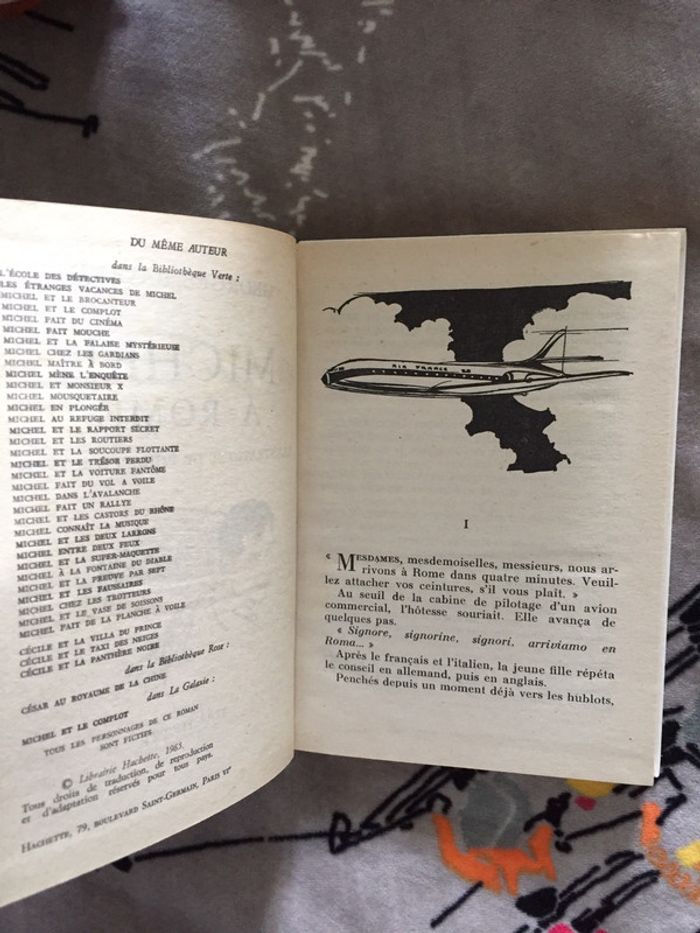 DU MÊME AUTEUR
dans la Bibliothèque Verte :
L'ÉCOLE DES DÉTECTIVES
LES ÉTRANGES VACANCES DE MICHEL
MICHEL ET LE BROCANTEUR
MICHEL ET LE COMPLOT
MICHEL FAIT DU CINÉMA
MICHEL FAIT MOUCHE
MICHEL ET LA FALAISE MYSTÉRIEUSE
MICHEL CHEZ LES GARDIANS
MICHEL MAÎTRE À BORD
MICHEL MÈNE L'ENQUÊTE
MICHEL ET MONSIEUR X
MICHEL MOUSQUETAIRE
MICHEL EN PLONGÉE
MICHEL AU REFUGE INTERDIT
MICHEL ET LE RAPPORT SECRET
MICHEL ET LES ROUTIERS
MICHEL ET LA SOUCOUPE FLOTTANTE
MICHEL ET LE TRÉSOR PERDU
MICHEL ET LA VOITURE FANTÔME
MICHEL FAIT DU VOL A VOILE
MICHEL DANS L'AVALANCHE
MICHEL FAIT UN RALLYE
MICHEL ET LES CASTORS DU RHÔNE
MICHEL CONNAÎT LA MUSIQUE
MICHEL ET LES DEUX LARRONS
MICHEL ENTRE DEUX FEUX
MICHEL ET LA SUPER-MAQUETTE
MICHEL À LA FONTAINE DU DIABLE
MICHEL ET LA PREUVE PAR SEPT
MICHEL ET LES FAUSSAIRES
MICHEL CHEZ LES TROTTEURS
MICHEL ET LE VASE DE SOISSONS
MICHEL FAIT DE LA PLANCHE À VOILE
CÉCILE ET LA VILLA DU PRINCE
CÉCILE ET LE TAXI DES NEIGES
CÉCILE ET LA PANTHÈRE NOIRE
dans la Bibliothèque Rose :
CÉSAR AU ROYAUME DE LA CHINE
dans La Galaxie :
MICHEL ET LE COMPLOT
TOUS LES PERSONNAGES DE CE ROMAN
SONT FICTIFS.
© Librairie Hachette, 1965.
Tous droits de traduction, de reproduction
et d'adaptation réservés pour tous pays.
HACHETTE, 79, BOULEVARD SAINT-GERMAIN, PARIS VIᵉ
AIR FRANCE
I
« MESDAMES, mesdemoiselles, messieurs, nous ar-
rivons à Rome dans quatre minutes. Veuil-
lez attacher vos ceintures, s'il vous plaît. »
Au seuil de la cabine de pilotage d'un avion
commercial, l'hôtesse souriait. Elle avança de
quelques pas.
« Signore, signorine, signori, arriviamo en
Roma... »
Après le français et l'italien, la jeune fille répéta
le conseil en allemand, puis en anglais.
Penchés depuis un moment déjà vers les hublots,